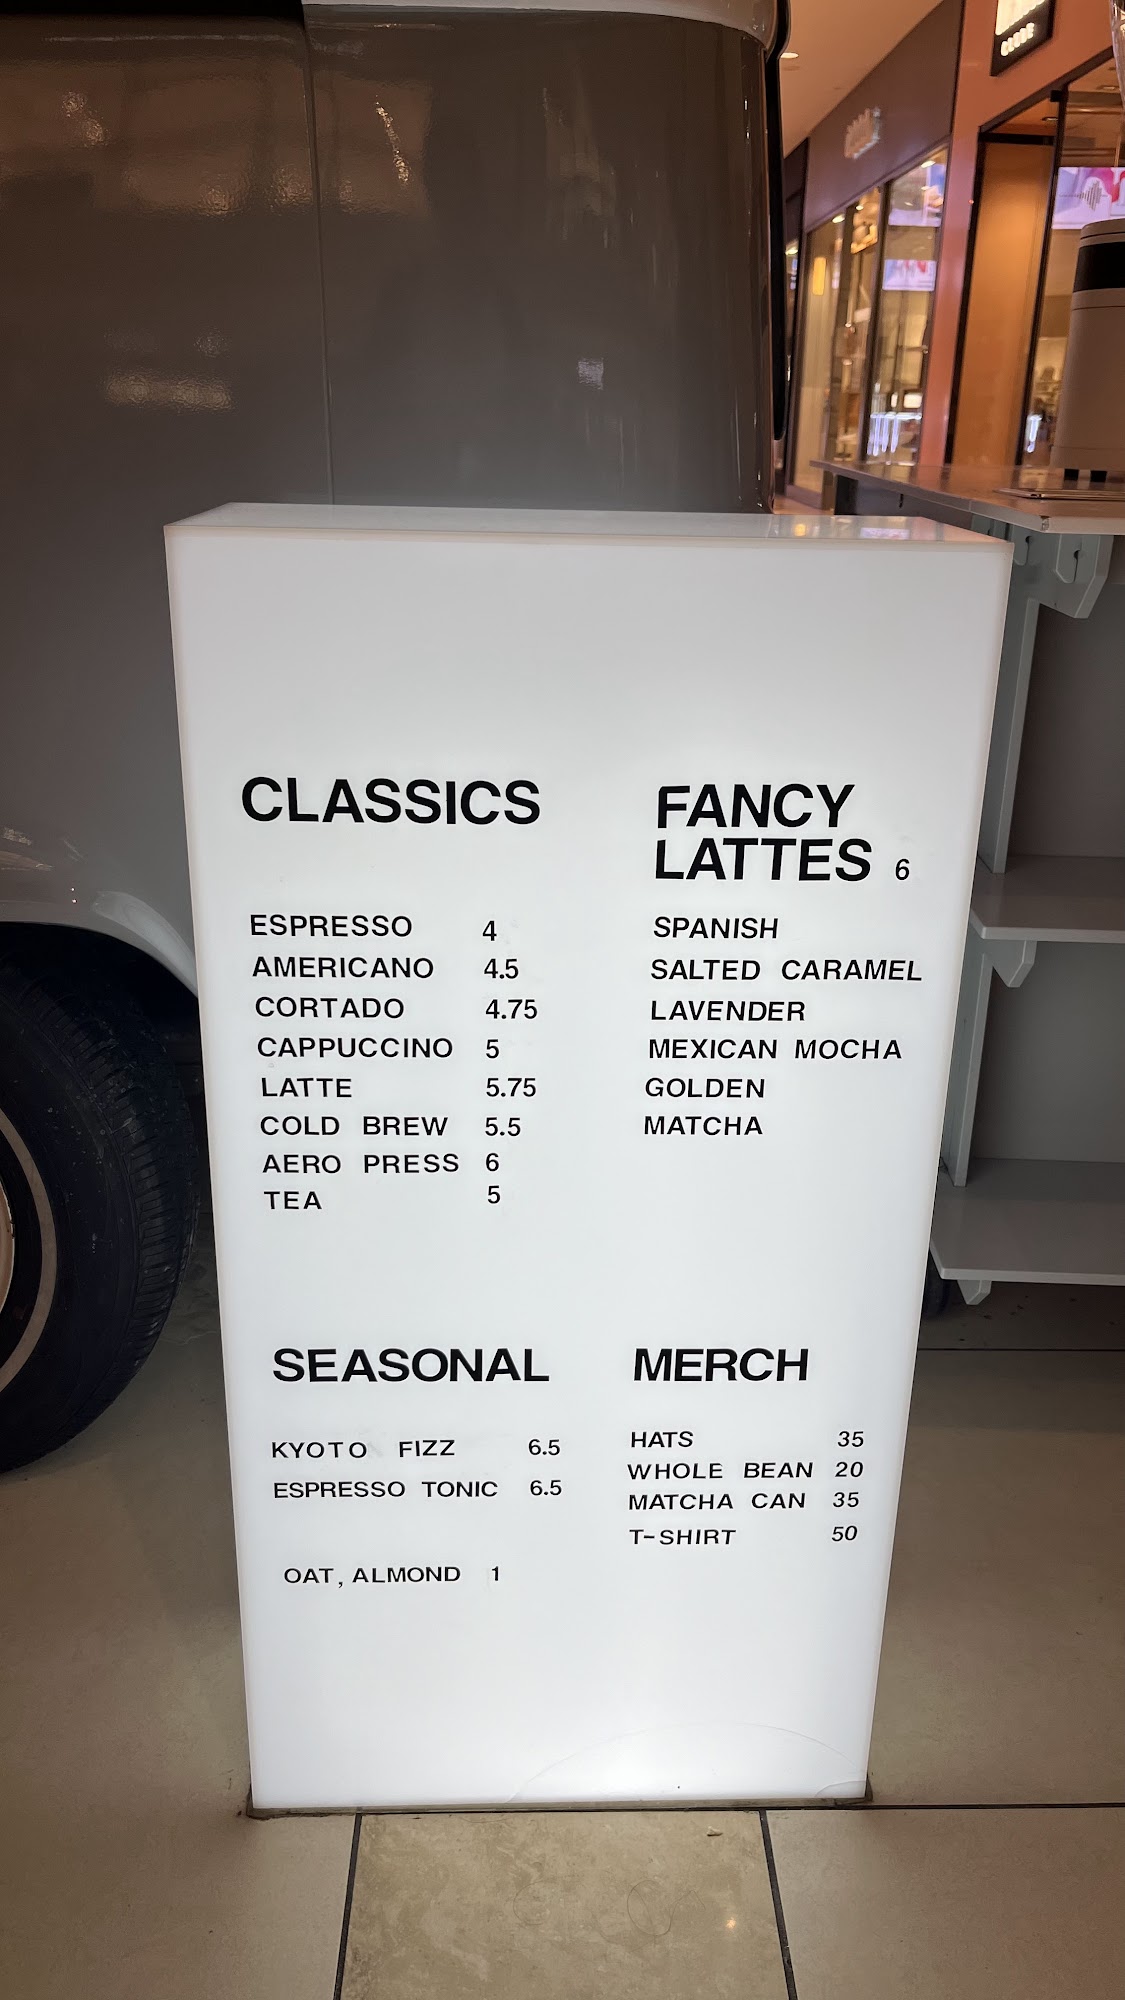 CLASSICS
ESPRESSO 4
AMERICANO 4.5
CORTADO 4.75
CAPPUCCINO 5
LATTE 5.75
COLD BREW 5.5
AERO PRESS 6
TEA 5
FANCY
LATTES 6
SPANISH
SALTED CARAMEL
LAVENDER
MEXICAN MOCHA
GOLDEN
MATCHA
SEASONAL
KYOTO FIZZ 6.5
ESPRESSO TONIC 6.5
OAT, ALMOND 1
MERCH
HATS 35
WHOLE BEAN 20
MATCHA CAN 35
T-SHIRT 50